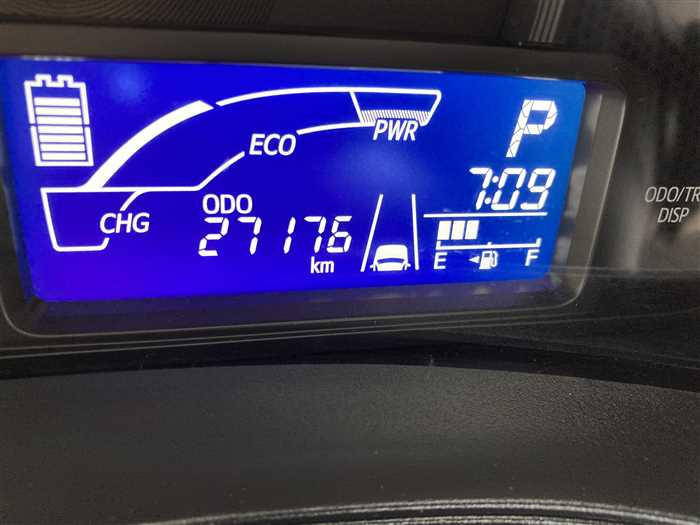 P
ECO
PWR
7:09
CHG
ODO
27176
km
E
F
ODO/TR
DISP